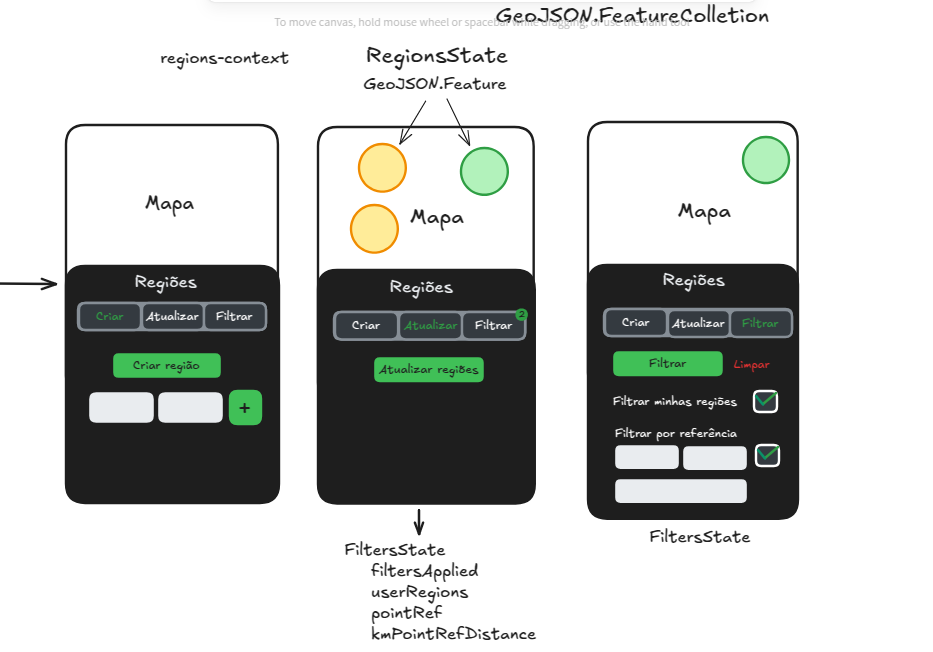 GeoJSON.FeatureColletion
To move canvas, hold mouse wheel or spacebar while dragging, or use the hand tool
regions-context
RegionsState
GeoJSON.Feature
Mapa
Regiões
Criar
Atualizar
Filtrar
Criar região
+
Mapa
Regiões
Criar
Atualizar
Filtrar
2
Atualizar regiões
Mapa
Regiões
Criar
Atualizar
Filtrar
Filtrar
Limpar
Filtrar minhas regiões
Filtrar por referência
FiltersState
FiltersState
filtersApplied
userRegions
pointRef
kmPointRefDistance